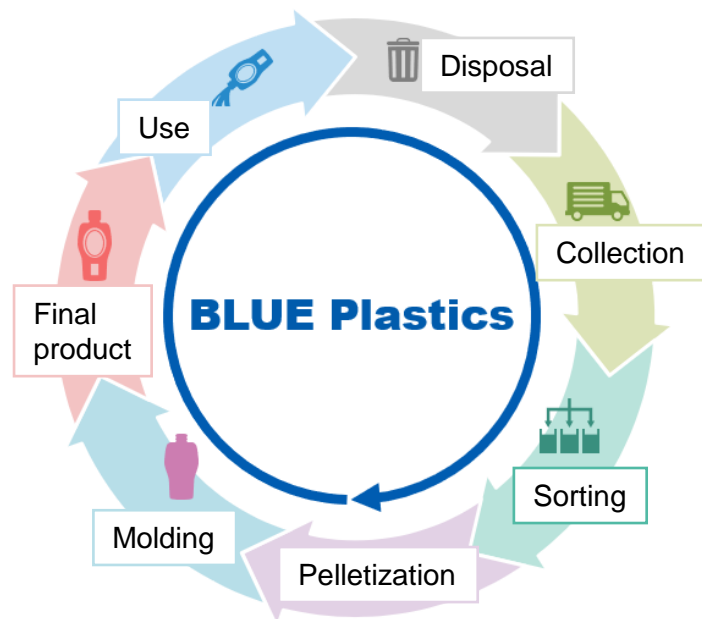 Disposal
Use
Collection
BLUE Plastics
Final
product
Sorting
Molding
Pelletization